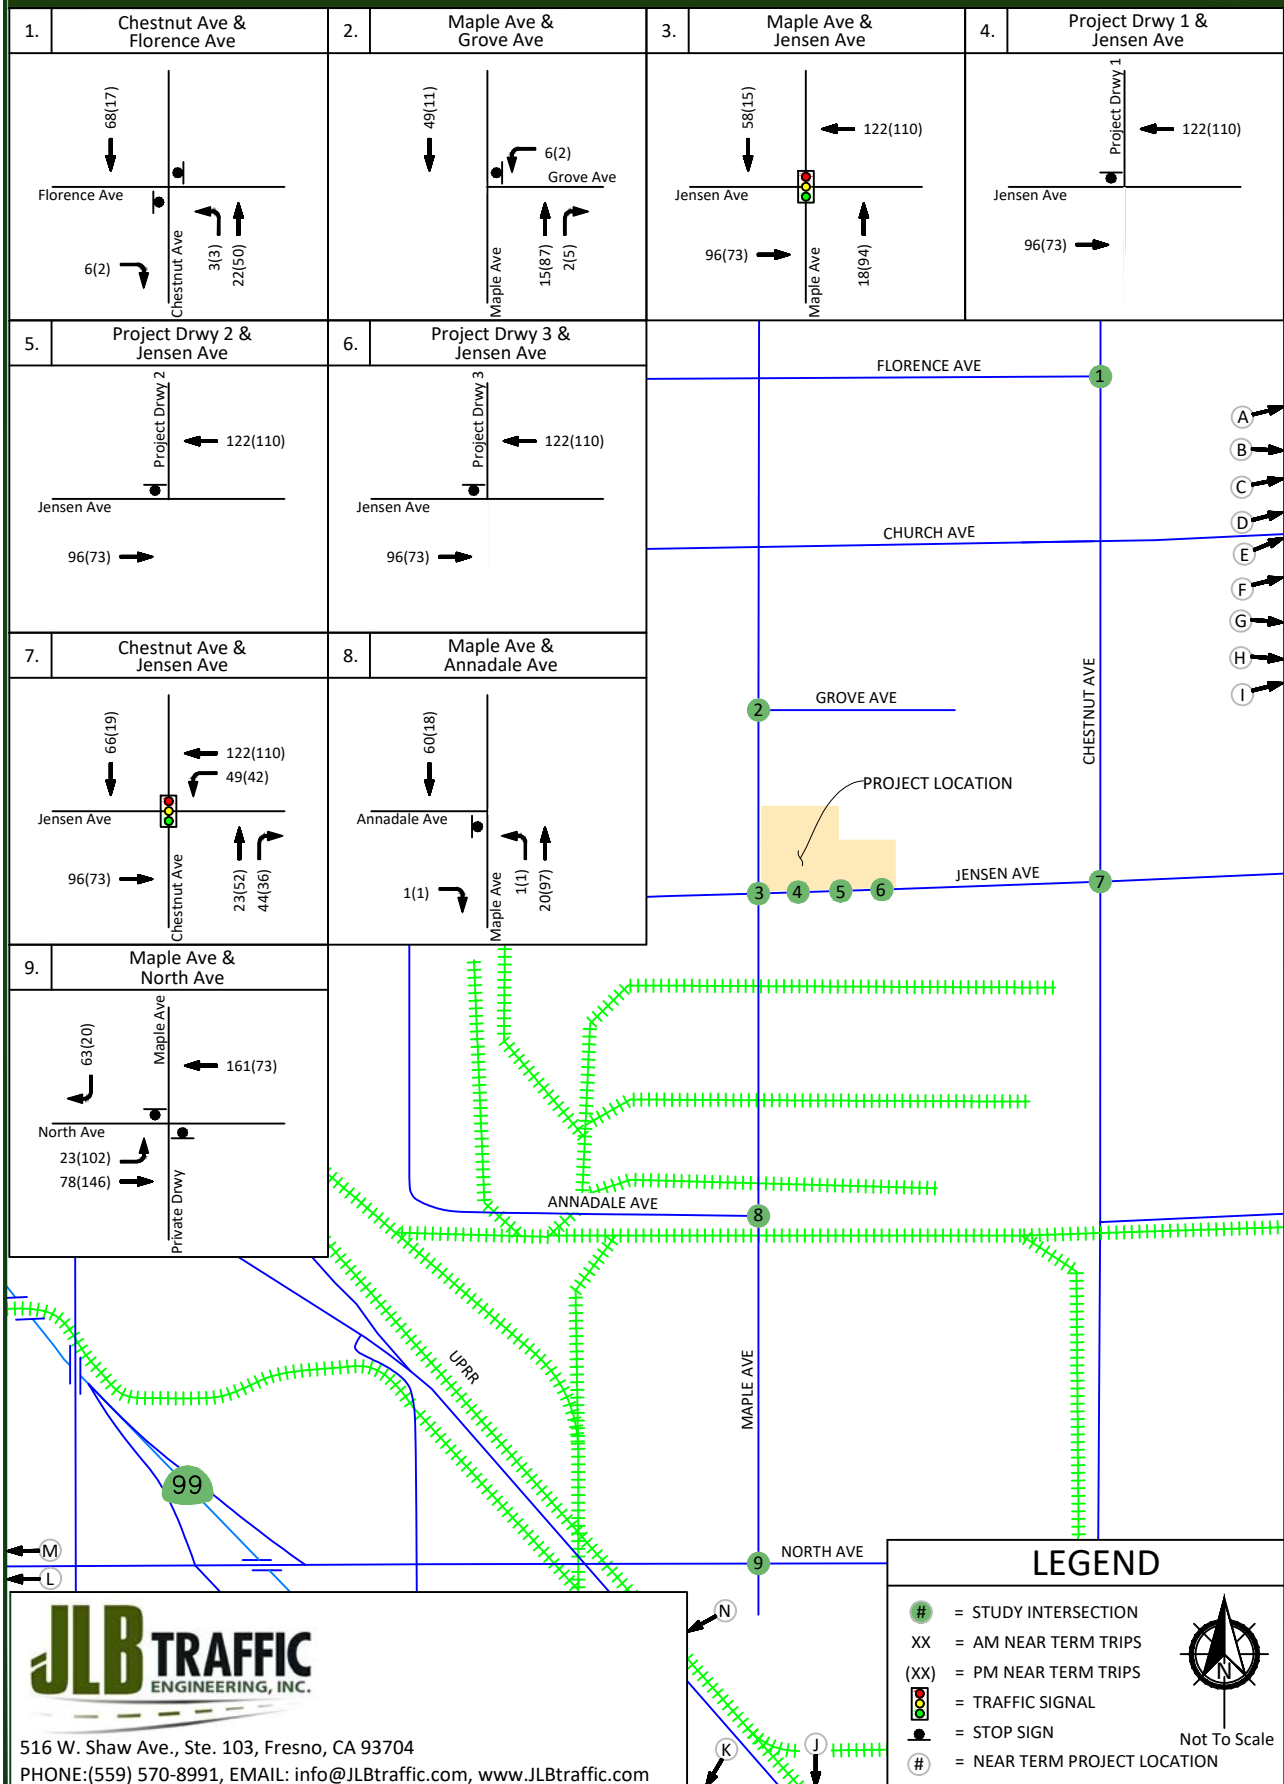 1.
Chestnut Ave &
Florence Ave
68(17)
Florence Ave
6(2)
Chestnut Ave
3(3)
22(50)
2.
Maple Ave &
Grove Ave
49(11)
6(2)
Grove Ave
Maple Ave
15(87)
2(5)
3.
Maple Ave &
Jensen Ave
58(15)
122(110)
Jensen Ave
96(73)
Maple Ave
18(94)
4.
Project Drwy 1 &
Jensen Ave
Project Drwy 1
122(110)
Jensen Ave
96(73)
5.
Project Drwy 2 &
Jensen Ave
Project Drwy 2
122(110)
Jensen Ave
96(73)
6.
Project Drwy 3 &
Jensen Ave
Project Drwy 3
122(110)
Jensen Ave
96(73)
7.
Chestnut Ave &
Jensen Ave
66(19)
122(110)
49(42)
Jensen Ave
96(73)
Chestnut Ave
23(52)
44(36)
8.
Maple Ave &
Annadale Ave
60(18)
Annadale Ave
1(1)
Maple Ave
1(1)
20(97)
9.
Maple Ave &
North Ave
63(20)
Maple Ave
161(73)
North Ave
23(102)
78(146)
Private Drwy
FLORENCE AVE
1
A
B
C
D
E
F
G
H
I
CHURCH AVE
CHESTNUT AVE
2
GROVE AVE
PROJECT LOCATION
JENSEN AVE
3
4
5
6
7
ANNADALE AVE
8
UPRR
MAPLE AVE
99
M
L
9
NORTH AVE
N
K
J
LEGEND
# = STUDY INTERSECTION
XX = AM NEAR TERM TRIPS
(XX) = PM NEAR TERM TRIPS
= TRAFFIC SIGNAL
= STOP SIGN
# = NEAR TERM PROJECT LOCATION
N
Not To Scale
JLB TRAFFIC
ENGINEERING, INC.
516 W. Shaw Ave., Ste. 103, Fresno, CA 93704
PHONE:(559) 570-8991, EMAIL: info@JLBtraffic.com, www.JLBtraffic.com